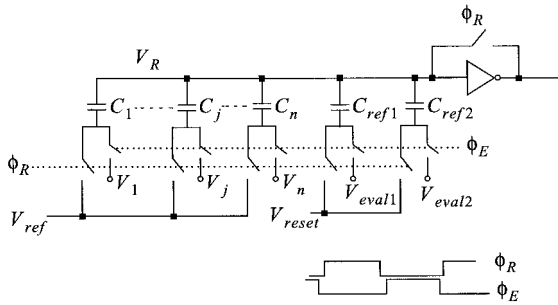 ϕ_R
V_R
C_1 C_j C_n C_ref1 C_ref2
ϕ_E
ϕ_R
V_1 V_j V_n V_eval1 V_eval2
V_ref V_reset
ϕ_R
ϕ_E